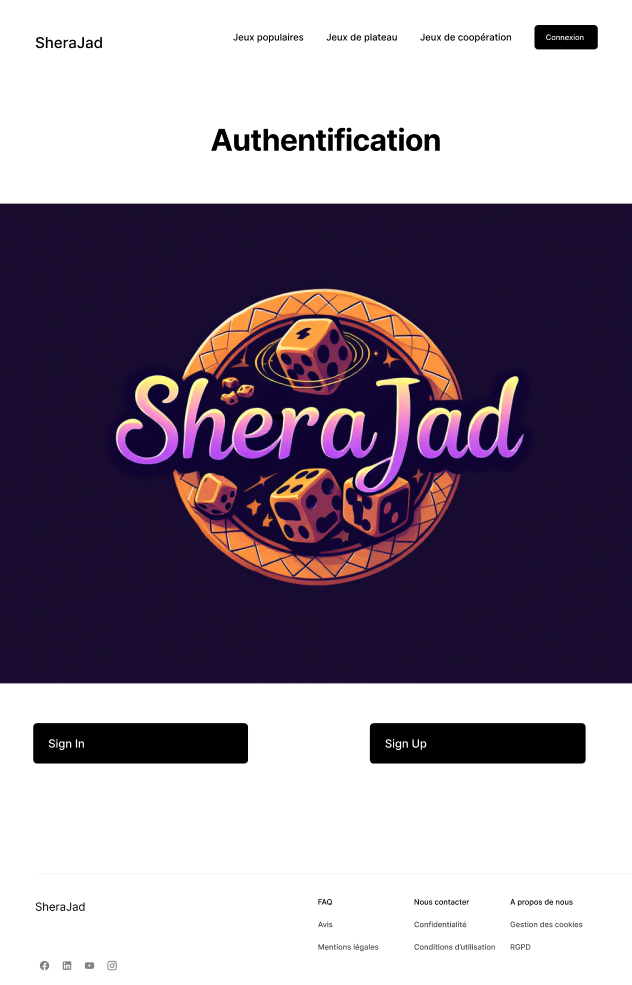 SheraJad
Jeux populaires Jeux de plateau Jeux de coopération Connexion
Authentification
SheraJad
Sign In Sign Up
SheraJad
FAQ Nous contacter A propos de nous
Avis Confidentialité Gestion des cookies
Mentions légales Conditions d'utilisation RGPD